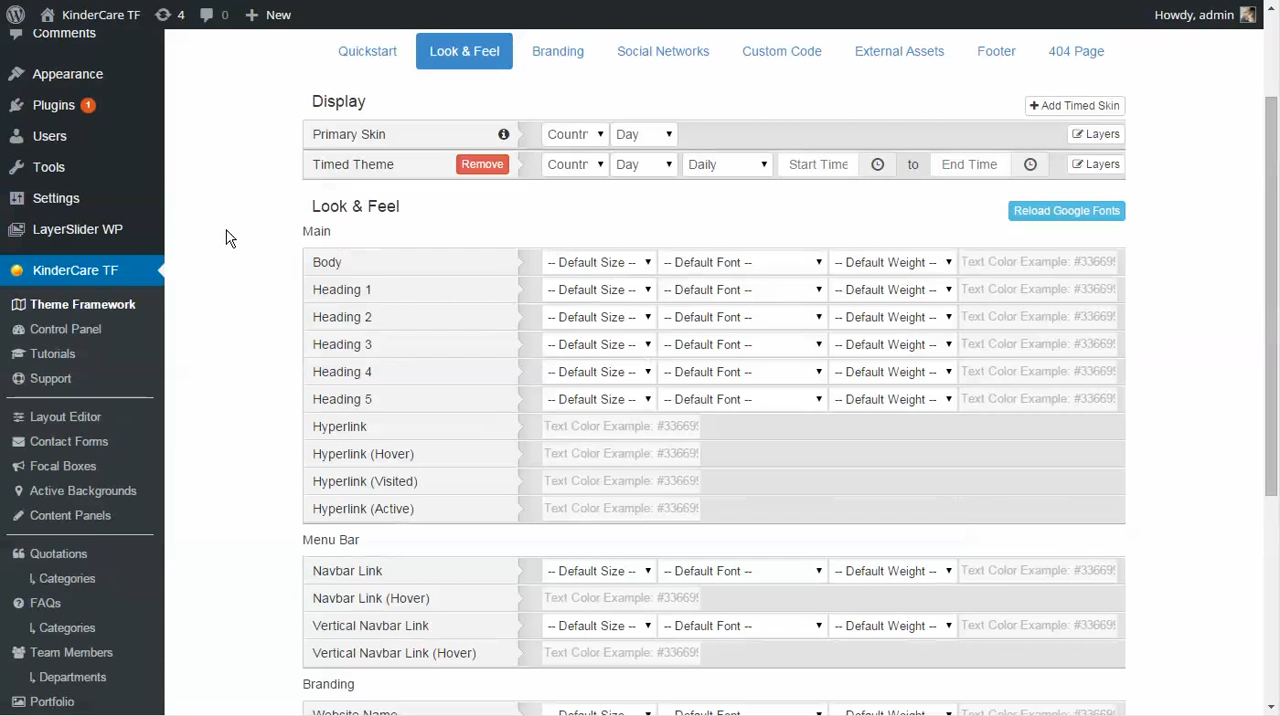 KinderCare TF 4 0 New Howdy, admin
Comments
Appearance
Plugins 1
Users
Tools
Settings
LayerSlider WP
KinderCare TF
Theme Framework
Control Panel
Tutorials
Support
Layout Editor
Contact Forms
Focal Boxes
Active Backgrounds
Content Panels
Quotations
Categories
FAQs
Categories
Team Members
Departments
Portfolio
Quickstart Look & Feel Branding Social Networks Custom Code External Assets Footer 404 Page
Display + Add Timed Skin
Primary Skin Countr Day Layers
Timed Theme Remove Countr Day Daily Start Time to End Time Layers
Look & Feel Reload Google Fonts
Main
Body -- Default Size -- -- Default Font -- -- Default Weight -- Text Color Example: #33669
Heading 1 -- Default Size -- -- Default Font -- -- Default Weight -- Text Color Example: #33669
Heading 2 -- Default Size -- -- Default Font -- -- Default Weight -- Text Color Example: #33669
Heading 3 -- Default Size -- -- Default Font -- -- Default Weight -- Text Color Example: #33669
Heading 4 -- Default Size -- -- Default Font -- -- Default Weight -- Text Color Example: #33669
Heading 5 -- Default Size -- -- Default Font -- -- Default Weight -- Text Color Example: #33669
Hyperlink Text Color Example: #33669
Hyperlink (Hover) Text Color Example: #33669
Hyperlink (Visited) Text Color Example: #33669
Hyperlink (Active) Text Color Example: #33669
Menu Bar
Navbar Link -- Default Size -- -- Default Font -- -- Default Weight -- Text Color Example: #33669
Navbar Link (Hover) Text Color Example: #33669
Vertical Navbar Link -- Default Size -- -- Default Font -- -- Default Weight -- Text Color Example: #33669
Vertical Navbar Link (Hover) Text Color Example: #33669
Branding
Website Name -- Default Size -- -- Default Font -- -- Default Weight -- Text Color Example: #33669